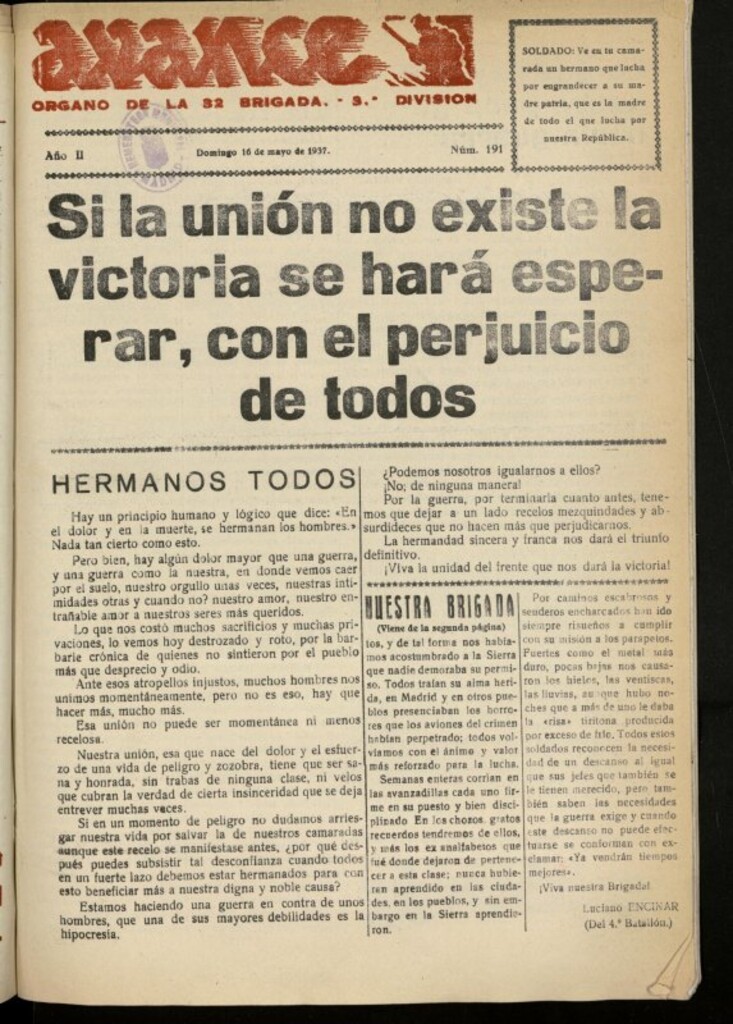 avance
ORGANO DE LA 32 BRIGADA. - 3.ª DIVISION
SOLDADO: Ve en tu cama-
rada un hermano que lucha
por engrandecer a su ma-
dre patria, que es la madre
de todo el que lucha por
nuestra República.
Año II
Domingo 16 de mayo de 1937.
Núm. 191
Si la unión no existe la
victoria se hará espe-
rar, con el perjuicio
de todos
HERMANOS TODOS
Hay un principio humano y lógico que dice: «En
el dolor y en la muerte, se hermanan los hombres.»
Nada tan cierto como esto.
Pero bien, hay algún dolor mayor que una guerra,
y una guerra como la nuestra, en donde vemos caer
por el suelo, nuestro orgullo unas veces, nuestras inti-
midades otras y cuando no? nuestro amor, nuestro en-
trañable amor a nuestros seres más queridos.
Lo que nos costó muchos sacrificios y muchas pri-
vaciones, lo vemos hoy destrozado y roto, por la bar-
barie crónica de quienes no sintieron por el pueblo
más que desprecio y odio.
Ante esos atropellos injustos, muchos hombres nos
unimos momentáneamente, pero no es eso, hay que
hacer más, mucho más.
Esa unión no puede ser momentánea ni menos
recelosa.
Nuestra unión, esa que nace del dolor y el esfuer-
zo de una vida de peligro y zozobra, tiene que ser sa-
na y honrada, sin trabas de ninguna clase, ni velos
que cubran la verdad de cierta insinceridad que se deja
entrever muchas veces.
Si en un momento de peligro no dudamos arries-
gar nuestra vida por salvar la de nuestros camaradas
aunque este recelo se manifestase antes, ¿por qué des-
pués puedes subsistir tal desconfianza cuando todos
en un fuerte lazo debemos estar hermanados para con
esto beneficiar más a nuestra digna y noble causa?
Estamos haciendo una guerra en contra de unos
hombres, que una de sus mayores debilidades es la
hipocresía.
¿Podemos nosotros igualarnos a ellos?
¡No; de ninguna manera!
Por la guerra, por terminarla cuanto antes, tene-
mos que dejar a un lado recelos mezquindades y ab-
surdideces que no hacen más que perjudicarnos.
La hermandad sincera y franca nos dará el triunfo
definitivo.
¡Viva la unidad del frente que nos dará la victoria!
NUESTRA BRIGADA
(Viene de la segunda página)
tos, y de tal forma nos había-
mos acostumbrado a la Sierra
que nadie demoraba su permi-
so. Todos traían su alma heri-
da, en Madrid y en otros pue-
blos presenciaban los horro-
res que los aviones del crimen
habían perpetrado; todos vol-
víamos con el ánimo y valor
más reforzado para la lucha.
Semanas enteras corrían en
las avanzadillas cada uno fir-
me en su puesto y bien disci-
plinado En los chozos, gratos
recuerdos tendremos de ellos,
y más los ex analfabetos que
fué donde dejaron de pertene-
cer a esta clase; nunca hubie-
ran aprendido en las ciuda-
des, en los pueblos, y sin em-
bargo en la Sierra aprendie-
ron.
Por caminos escabrosos y
senderos encharcados han ido
siempre risueños a cumplir
con su misión a los parapetos.
Fuertes como el metal más
duro, pocas bajas nos causa-
ron los hielos, las ventiscas,
las lluvias, aunque hubo no-
ches que a más de uno le daba
la «risa» tiritona producida
por exceso de frío. Todos estos
soldados reconocen la necesi-
dad de un descanso al igual
que sus jefes que también se
le tienen merecido, pero tam-
bién saben las necesidades
que la guerra exige y cuando
este descanso no puede efec-
tuarse se conforman con ex-
clamar: «Ya vendrán tiempos
mejores».
¡Viva nuestra Brigada!
Luciano ENCINAR
(Del 4.º Batallón.)